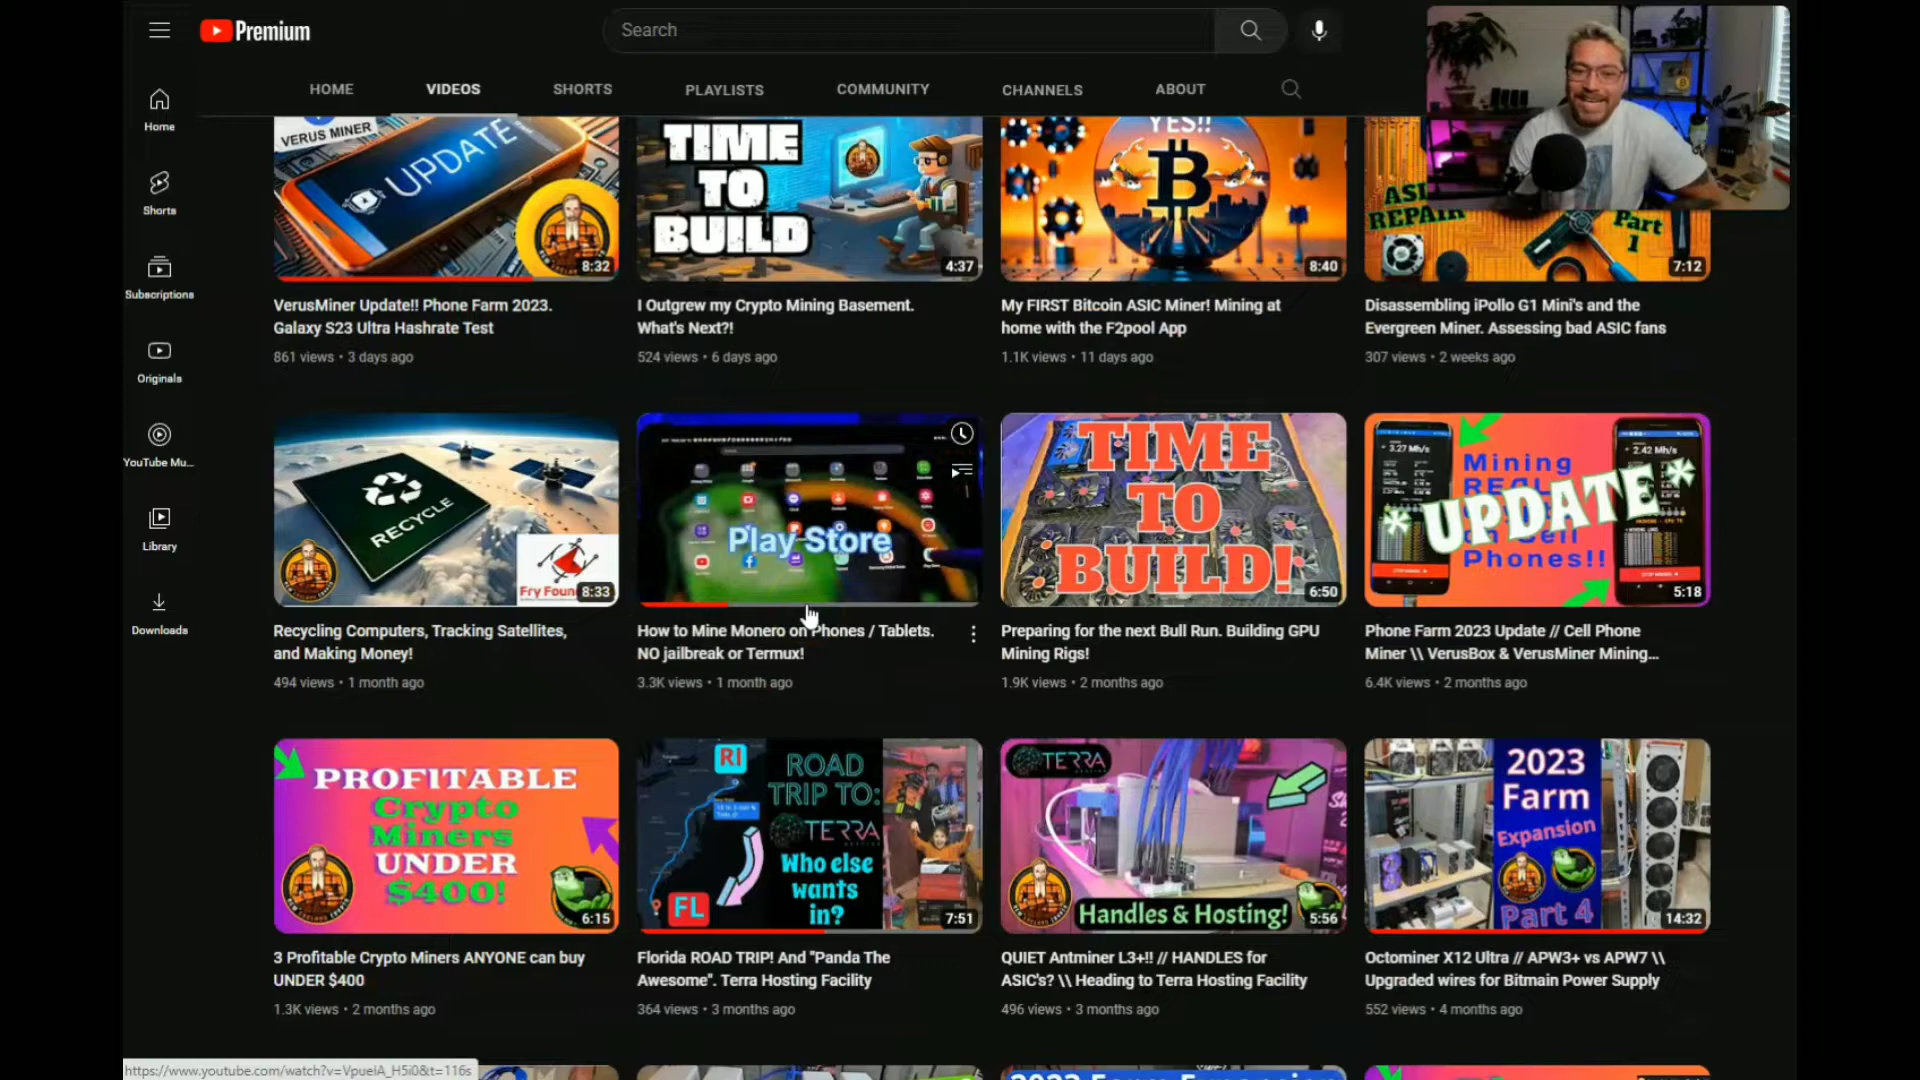 Premium
Search
HOME
VIDEOS
SHORTS
PLAYLISTS
COMMUNITY
CHANNELS
ABOUT
Home
Shorts
Subscriptions
Originals
YouTube Mu...
Library
Downloads
VERUS MINER
UPDATE
8:32
VerusMiner Update!! Phone Farm 2023.
Galaxy S23 Ultra Hashrate Test
861 views • 3 days ago
TIME
TO
BUILD
4:37
I Outgrew my Crypto Mining Basement.
What's Next?!
524 views • 6 days ago
YES!!
8:40
My FIRST Bitcoin ASIC Miner! Mining at
home with the F2pool App
1.1K views • 11 days ago
REPAIR
Part
1
7:12
Disassembling iPollo G1 Mini's and the
Evergreen Miner. Assessing bad ASIC fans
307 views • 2 weeks ago
RECYCLE
8:33
Recycling Computers, Tracking Satellites,
and Making Money!
494 views • 1 month ago
Play Store
How to Mine Monero on Phones / Tablets.
NO jailbreak or Termux!
3.3K views • 1 month ago
TIME
TO
BUILD!
6:50
Preparing for the next Bull Run. Building GPU
Mining Rigs!
1.9K views • 2 months ago
3.27 Mh/s
2.42 Mh/s
Mining
*UPDATE*
Phones!!
5:18
Phone Farm 2023 Update // Cell Phone
Miner \\ VerusBox & VerusMiner Mining...
6.4K views • 2 months ago
PROFITABLE
Crypto
Miners
UNDER
$400!
6:15
3 Profitable Crypto Miners ANYONE can buy
UNDER $400
1.3K views • 2 months ago
RI
FL
ROAD
TRIP TO:
TERRA
Who else
wants
in?
7:51
Florida ROAD TRIP! And "Panda The
Awesome". Terra Hosting Facility
364 views • 3 months ago
TERRA
Handles & Hosting!
5:56
QUIET Antminer L3+!! // HANDLES for
ASIC's? \\ Heading to Terra Hosting Facility
496 views • 3 months ago
2023
Farm
Expansion
Part 4
14:32
Octominer X12 Ultra // APW3+ vs APW7 \\
Upgraded wires for Bitmain Power Supply
552 views • 4 months ago
https://www.youtube.com/watch?v=VpueiA_H5i0&t=116s
2023 Farm Expansion